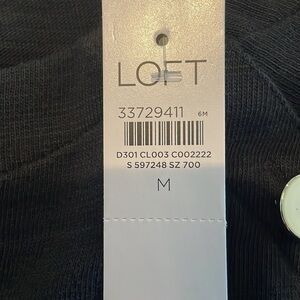 LOFT
33729411 6M
D301 CL003 C002222
S 597248 SZ 700
M